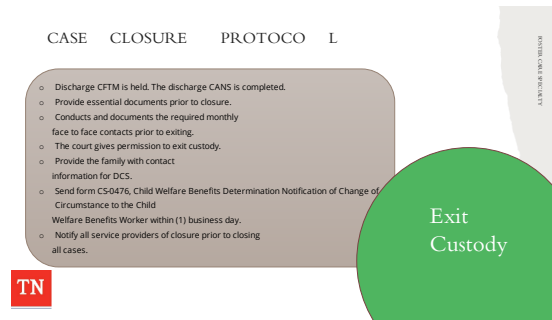 CASE CLOSURE PROTOCO L
o Discharge CFTM is held. The discharge CANS is completed.
o Provide essential documents prior to closure.
o Conducts and documents the required monthly
face to face contacts prior to exiting.
o The court gives permission to exit custody.
o Provide the family with contact
information for DCS.
o Send form CS-0476, Child Welfare Benefits Determination Notification of Change of
Circumstance to the Child
Welfare Benefits Worker within (1) business day.
o Notify all service providers of closure prior to closing
all cases.
Exit
Custody
FOSTER CARE SPECIALTY
TN